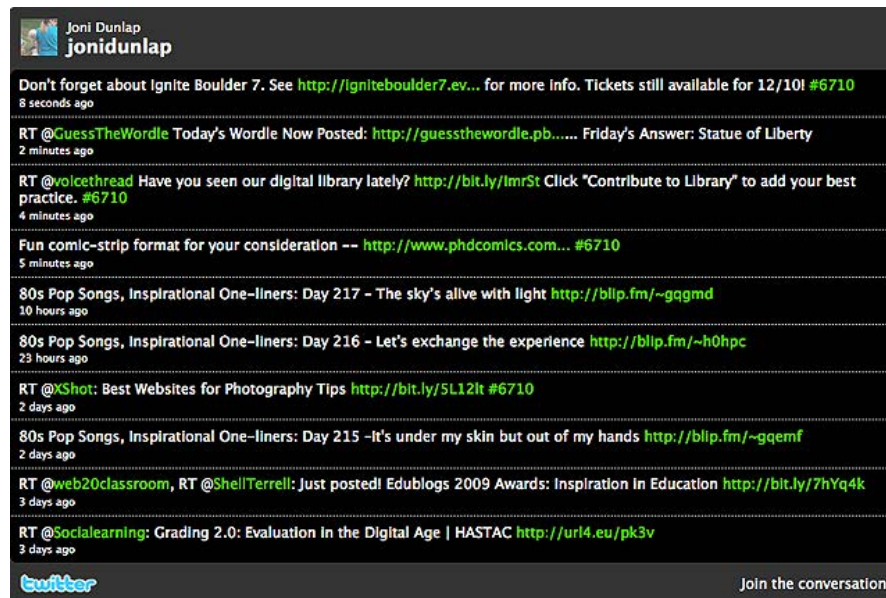 Joni Dunlap
jonidunlap
Don't forget about Ignite Boulder 7. See http://igniteboulder7.ev... for more info. Tickets still available for 12/10! #6710
8 seconds ago
RT @GuessTheWordle Today's Wordle Now Posted: http://guessthewordle.pb...... Friday's Answer: Statue of Liberty
2 minutes ago
RT @voicethread Have you seen our digital library lately? http://bit.ly/ImrSt Click "Contribute to Library" to add your best
practice. #6710
4 minutes ago
Fun comic-strip format for your consideration -- http://www.phdcomics.com... #6710
5 minutes ago
80s Pop Songs, Inspirational One-liners: Day 217 - The sky's alive with light http://blip.fm/~gqgmd
10 hours ago
80s Pop Songs, Inspirational One-liners: Day 216 - Let's exchange the experience http://blip.fm/~h0hpc
23 hours ago
RT @XShot: Best Websites for Photography Tips http://bit.ly/5L12lt #6710
2 days ago
80s Pop Songs, Inspirational One-liners: Day 215 -It's under my skin but out of my hands http://blip.fm/~gqemf
2 days ago
RT @web20classroom, RT @ShellTerrell: Just posted! Edublogs 2009 Awards: Inspiration in Education http://bit.ly/7hYq4k
3 days ago
RT @Socialearning: Grading 2.0: Evaluation in the Digital Age | HASTAC http://url4.eu/pk3v
3 days ago
twitter
Join the conversation